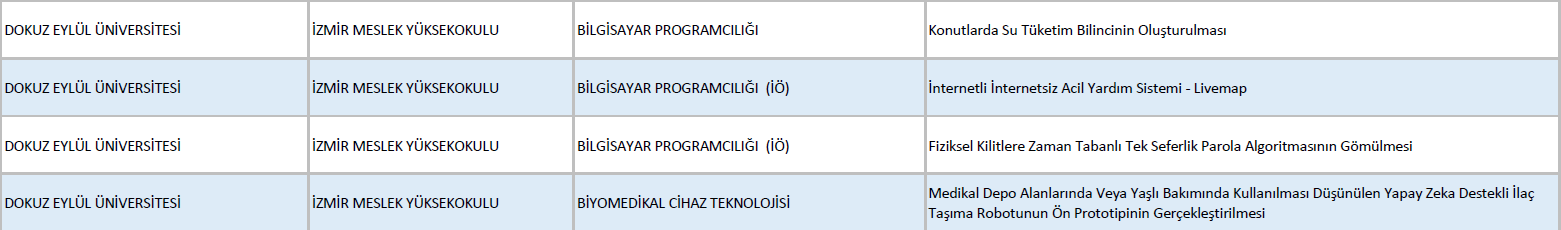 DOKUZ EYLÜL ÜNİVERSİTESİ İZMİR MESLEK YÜKSEKOKULU BİLGİSAYAR PROGRAMCILIĞI Konutlarda Su Tüketim Bilincinin Oluşturulması
DOKUZ EYLÜL ÜNİVERSİTESİ İZMİR MESLEK YÜKSEKOKULU BİLGİSAYAR PROGRAMCILIĞI (İÖ) İnternetli İnternetsiz Acil Yardım Sistemi - Livemap
DOKUZ EYLÜL ÜNİVERSİTESİ İZMİR MESLEK YÜKSEKOKULU BİLGİSAYAR PROGRAMCILIĞI (İÖ) Fiziksel Kilitlere Zaman Tabanlı Tek Seferlik Parola Algoritmasının Gömülmesi
DOKUZ EYLÜL ÜNİVERSİTESİ İZMİR MESLEK YÜKSEKOKULU BİYOMEDİKAL CİHAZ TEKNOLOJİSİ Medikal Depo Alanlarında Veya Yaşlı Bakımında Kullanılması Düşünülen Yapay Zeka Destekli İlaç
Taşıma Robotunun Ön Prototipinin Gerçekleştirilmesi